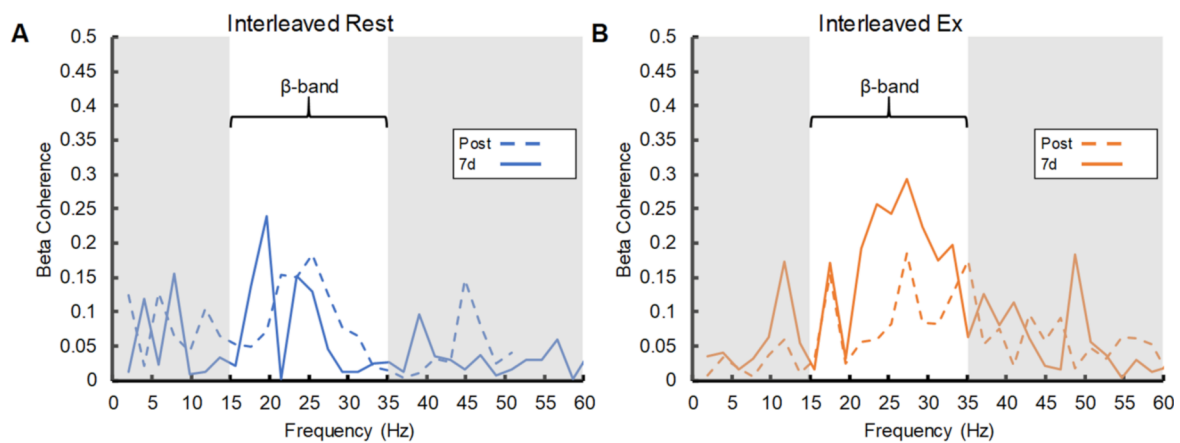 A
Interleaved Rest
0.5
0.45
0.4
0.35
0.3
0.25
0.2
0.15
0.1
0.05
0
Beta Coherence
β-band
Post
7d
0 5 10 15 20 25 30 35 40 45 50 55 60
Frequency (Hz)
B
Interleaved Ex
0.5
0.45
0.4
0.35
0.3
0.25
0.2
0.15
0.1
0.05
0
Beta Coherence
β-band
Post
7d
0 5 10 15 20 25 30 35 40 45 50 55 60
Frequency (Hz)